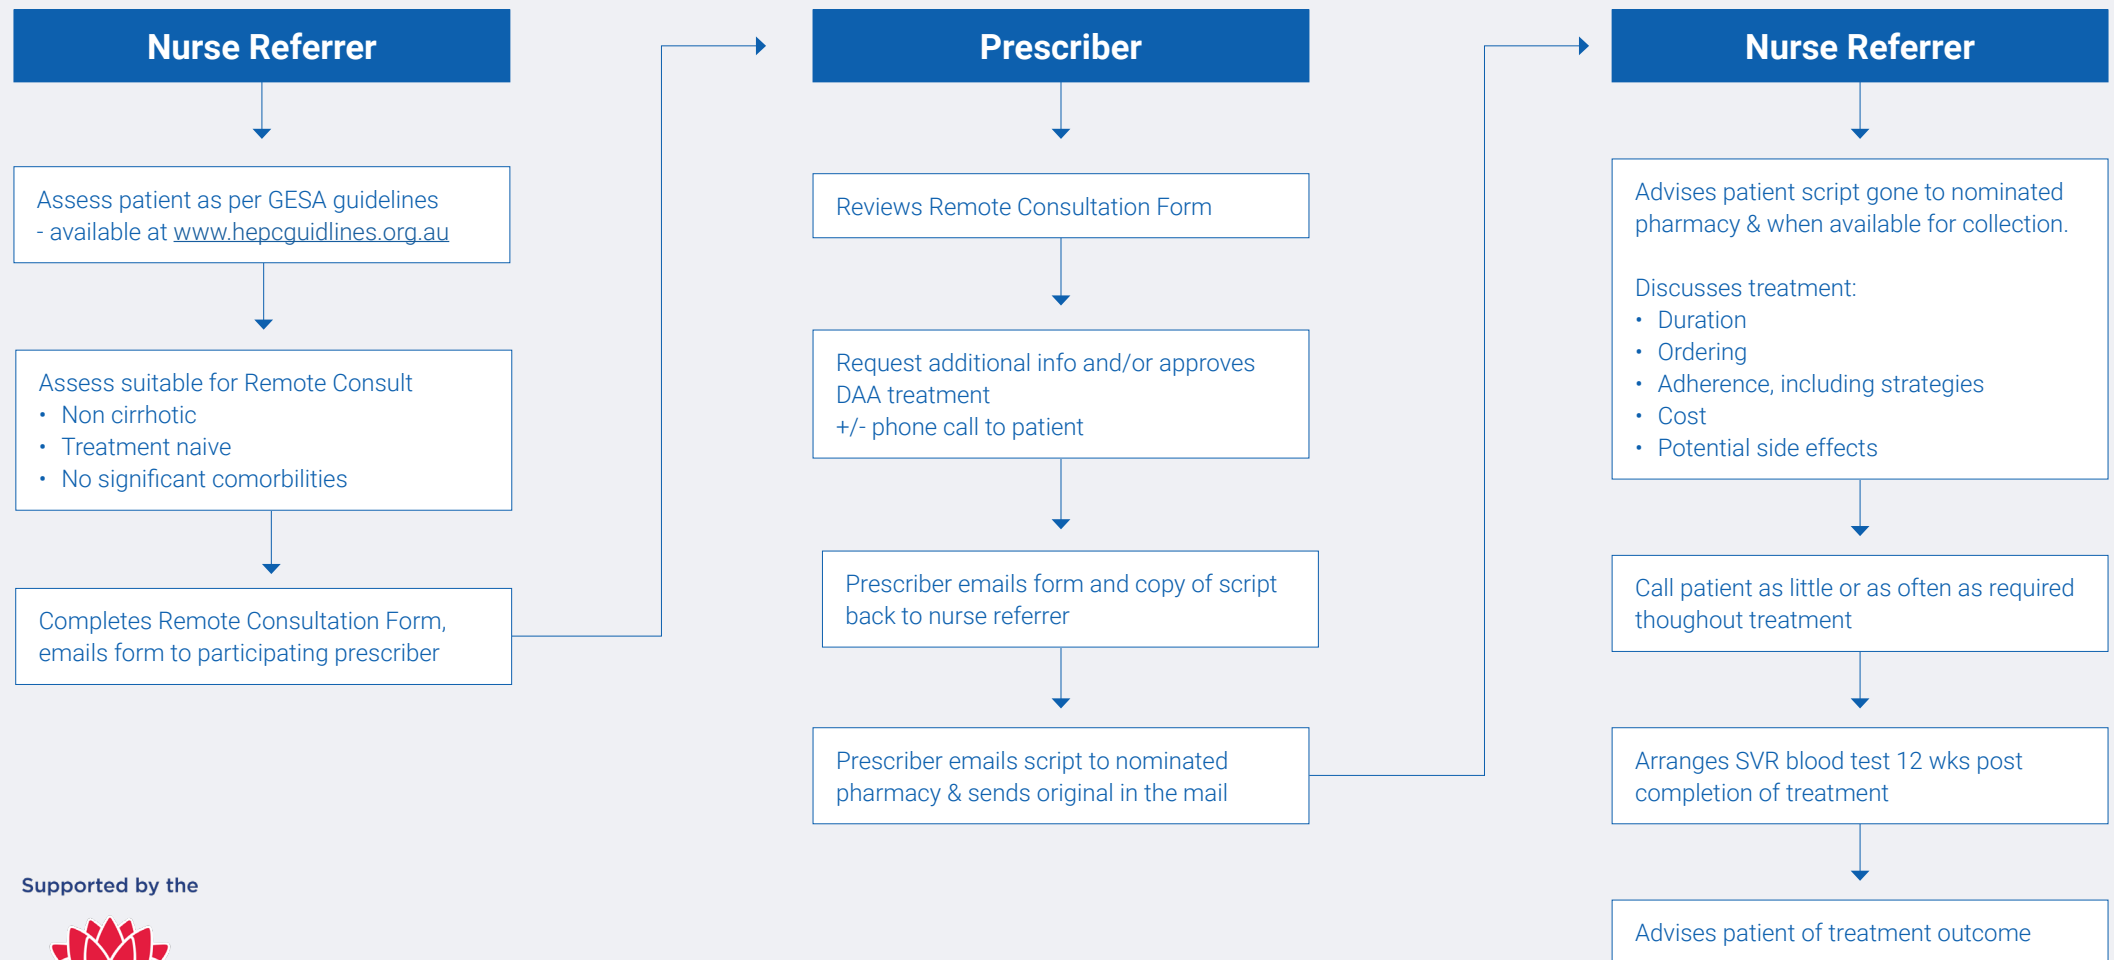 Nurse Referrer
Assess patient as per GESA guidelines
- available at www.hepcguidlines.org.au
Assess suitable for Remote Consult
• Non cirrhotic
• Treatment naive
• No significant comorbilities
Completes Remote Consultation Form,
emails form to participating prescriber
Prescriber
Reviews Remote Consultation Form
Request additional info and/or approves
DAA treatment
+/- phone call to patient
Prescriber emails form and copy of script
back to nurse referrer
Prescriber emails script to nominated
pharmacy & sends original in the mail
Nurse Referrer
Advises patient script gone to nominated
pharmacy & when available for collection.
Discusses treatment:
• Duration
• Ordering
• Adherence, including strategies
• Cost
• Potential side effects
Call patient as little or as often as required
thoughout treatment
Arranges SVR blood test 12 wks post
completion of treatment
Advises patient of treatment outcome
Supported by the